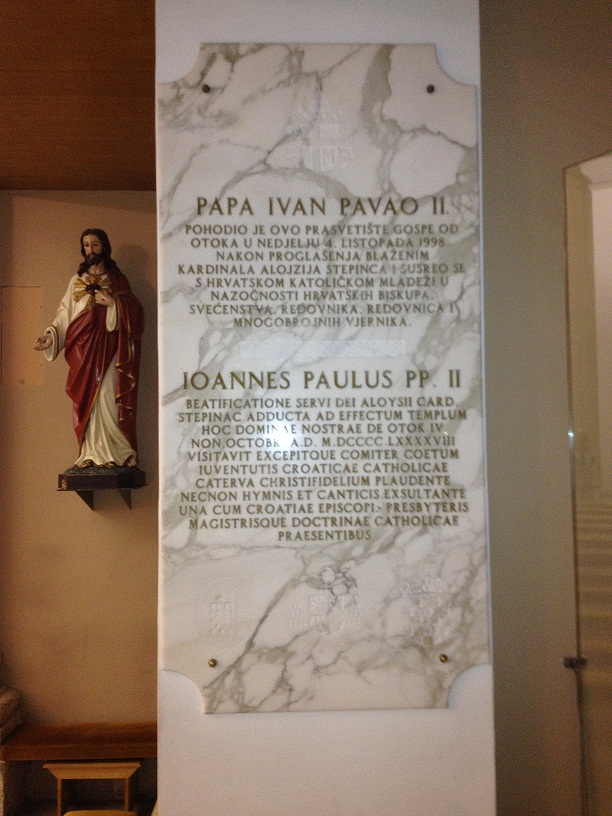 PAPA IVAN PAVAO II.
POHODIO JE OVO PRASVETIŠTE GOSPE OD
OTOKA U NEDJELJU 4. LISTOPADA 1998.
NAKON PROGLAŠENJA BLAŽENIM
KARDINALA ALOJZIJA STEPINCA I SUSREO SE
S HRVATSKOM KATOLIČKOM MLADEŽI U
NAZOČNOSTI HRVATSKIH BISKUPA,
SVEĆENSTVA, REDOVNIKA, REDOVNICA I
MNOGOBROJNIH VJERNIKA.
IOANNES PAULUS PP. II
BEATIFICATIONE SERVI DEI ALOYSII CARD.
STEPINAC ADDUCTA AD EFFECTUM TEMPLUM
HOC NOSTRAE DE OTOK IV.
NON. A.D. M.DCCCC.LXXXXVIII
VISITAVIT EXCEPITQUE COMITER COETUM
IUVENTUTIS CROATICAE CATHOLICAE
CATERVA CHRISTIFIDELIUM PLAUDENTE
NECNON HYMNIS ET CANTICIS EXSULTANTE
UNA CUM CROATIAE EPISCOPIS PRESBYTERIS
MAGISTRISQUE DOCTRINAE CATHOLICAE
PRAESENTIBUS